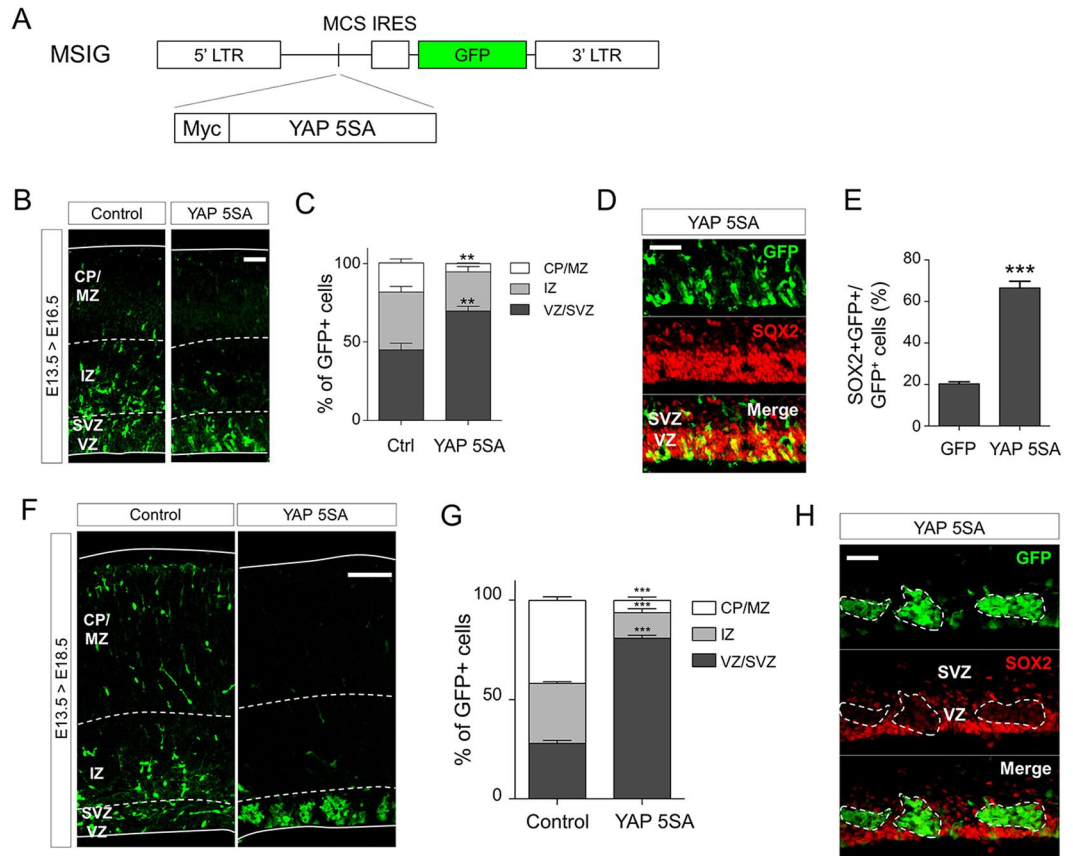 A
MCS IRES
MSIG
5' LTR
GFP
3' LTR
Myc
YAP 5SA
B
Control
YAP 5SA
E13.5 > E16.5
CP/
MZ
IZ
SVZ
VZ
C
% of GFP+ cells
100
50
0
**
**
Ctrl
YAP 5SA
CP/MZ
IZ
VZ/SVZ
D
YAP 5SA
GFP
SOX2
Merge
SVZ
VZ
E
SOX2+GFP+/
GFP⁺ cells (%)
80
60
40
20
0
***
GFP
YAP 5SA
F
Control
YAP 5SA
E13.5 > E18.5
CP/
MZ
IZ
SVZ
VZ
G
% of GFP+ cells
100
50
0
***
***
***
Control
YAP 5SA
CP/MZ
IZ
VZ/SVZ
H
YAP 5SA
GFP
SOX2
SVZ
VZ
Merge